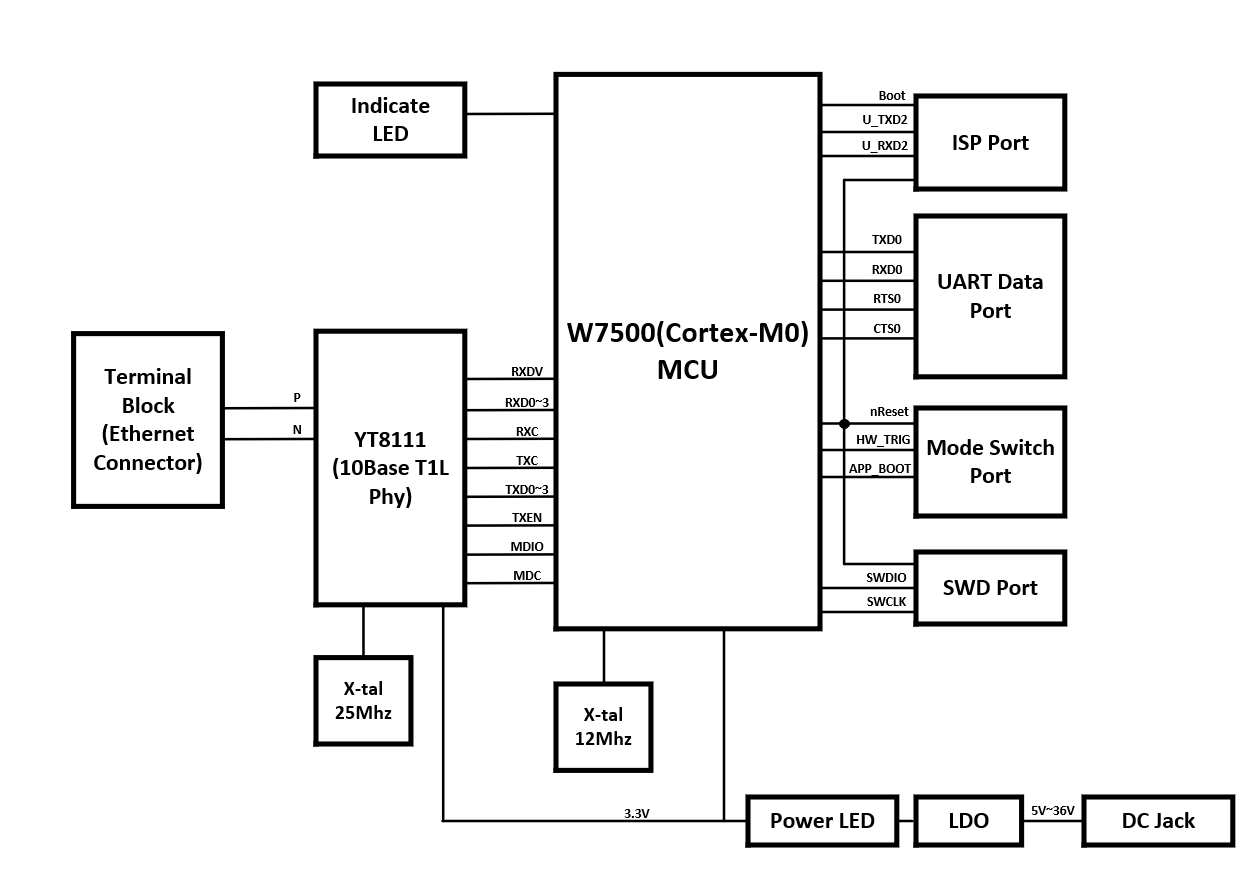 Indicate
LED
Terminal
Block
(Ethernet
Connector)
P
N
YT8111
(10Base T1L
Phy)
RXDV
RXD0~3
RXC
TXC
TXD0~3
TXEN
MDIO
MDC
W7500(Cortex-M0)
MCU
Boot
U_TXD2
U_RXD2
ISP Port
TXD0
RXD0
RTS0
CTS0
UART Data
Port
nReset
HW_TRIG
APP_BOOT
Mode Switch
Port
SWDIO
SWCLK
SWD Port
X-tal
25Mhz
X-tal
12Mhz
3.3V
Power LED
LDO
5V~36V
DC Jack